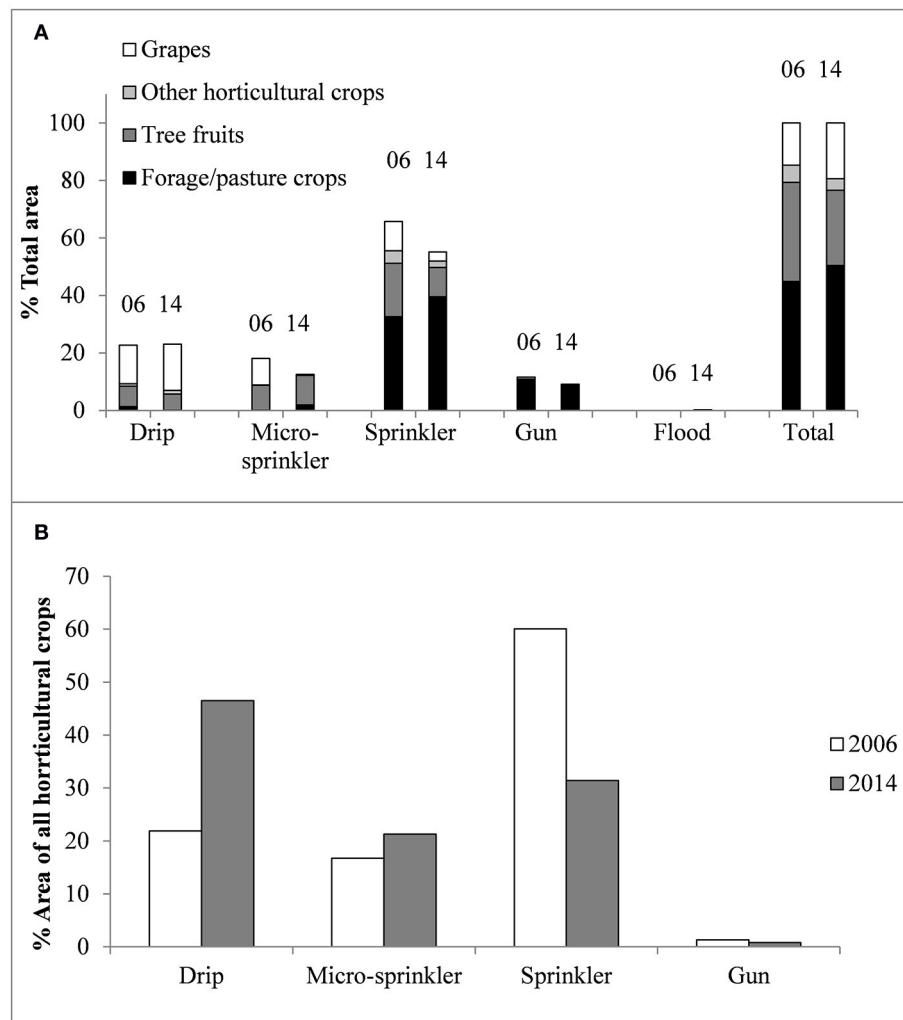 A
Grapes
Other horticultural crops
Tree fruits
Forage/pasture crops
% Total area
100
80
60
40
20
0
06 14
06 14
06 14
06 14
06 14
06 14
Drip
Micro-
sprinkler
Sprinkler
Gun
Flood
Total
B
% Area of all horrticultural crops
70
60
50
40
30
20
10
0
2006
2014
Drip
Micro-sprinkler
Sprinkler
Gun